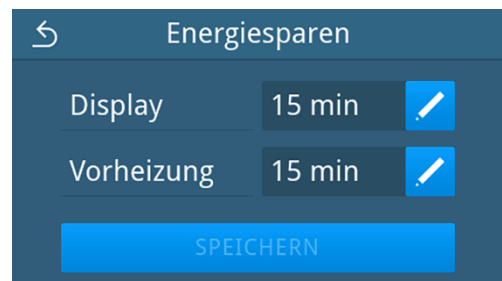 Energiesparen
Display 15 min
Vorheizung 15 min
SPEICHERN